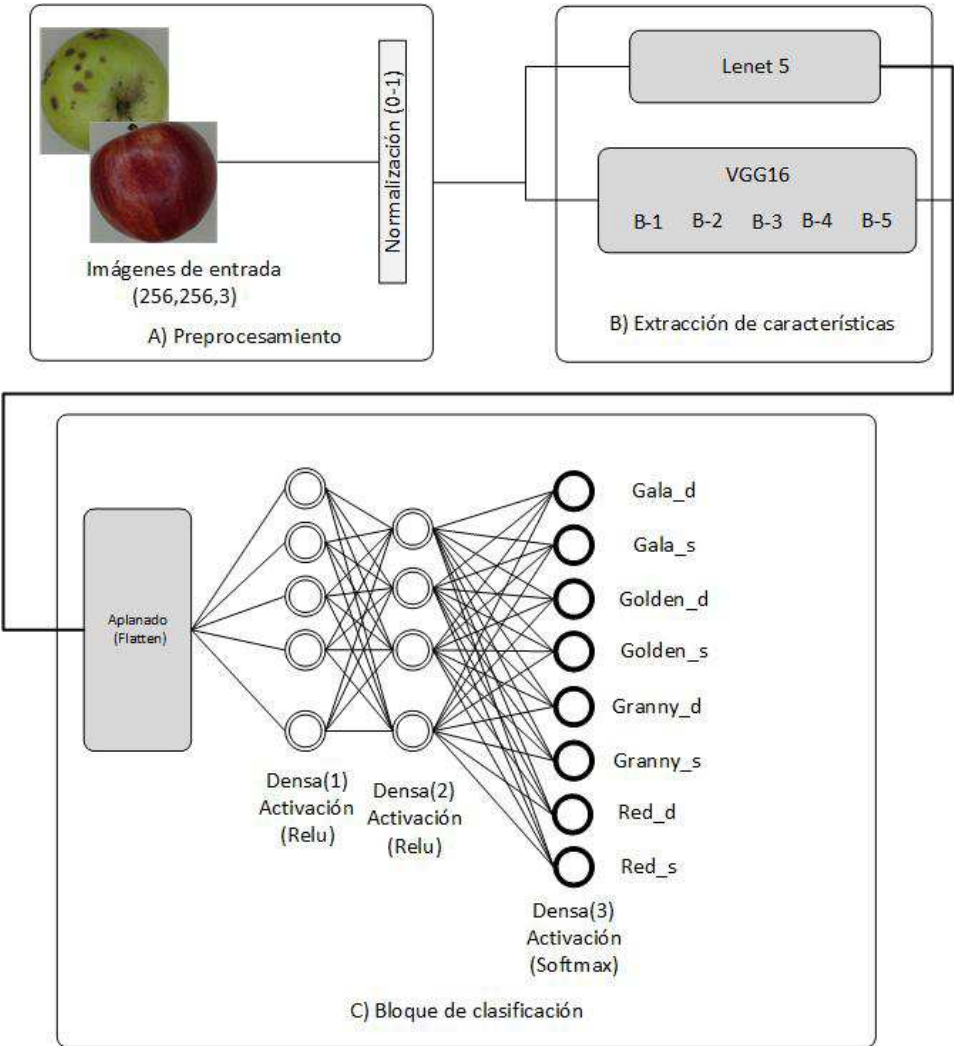 Imágenes de entrada
(256,256,3)
Normalización (0-1)
A) Preprocesamiento
Lenet 5
VGG16
B-1 B-2 B-3 B-4 B-5
B) Extracción de características
Aplanado
(Flatten)
Densa(1)
Activación
(Relu)
Densa(2)
Activación
(Relu)
Gala_d
Gala_s
Golden_d
Golden_s
Granny_d
Granny_s
Red_d
Red_s
Densa(3)
Activación
(Softmax)
C) Bloque de clasificación